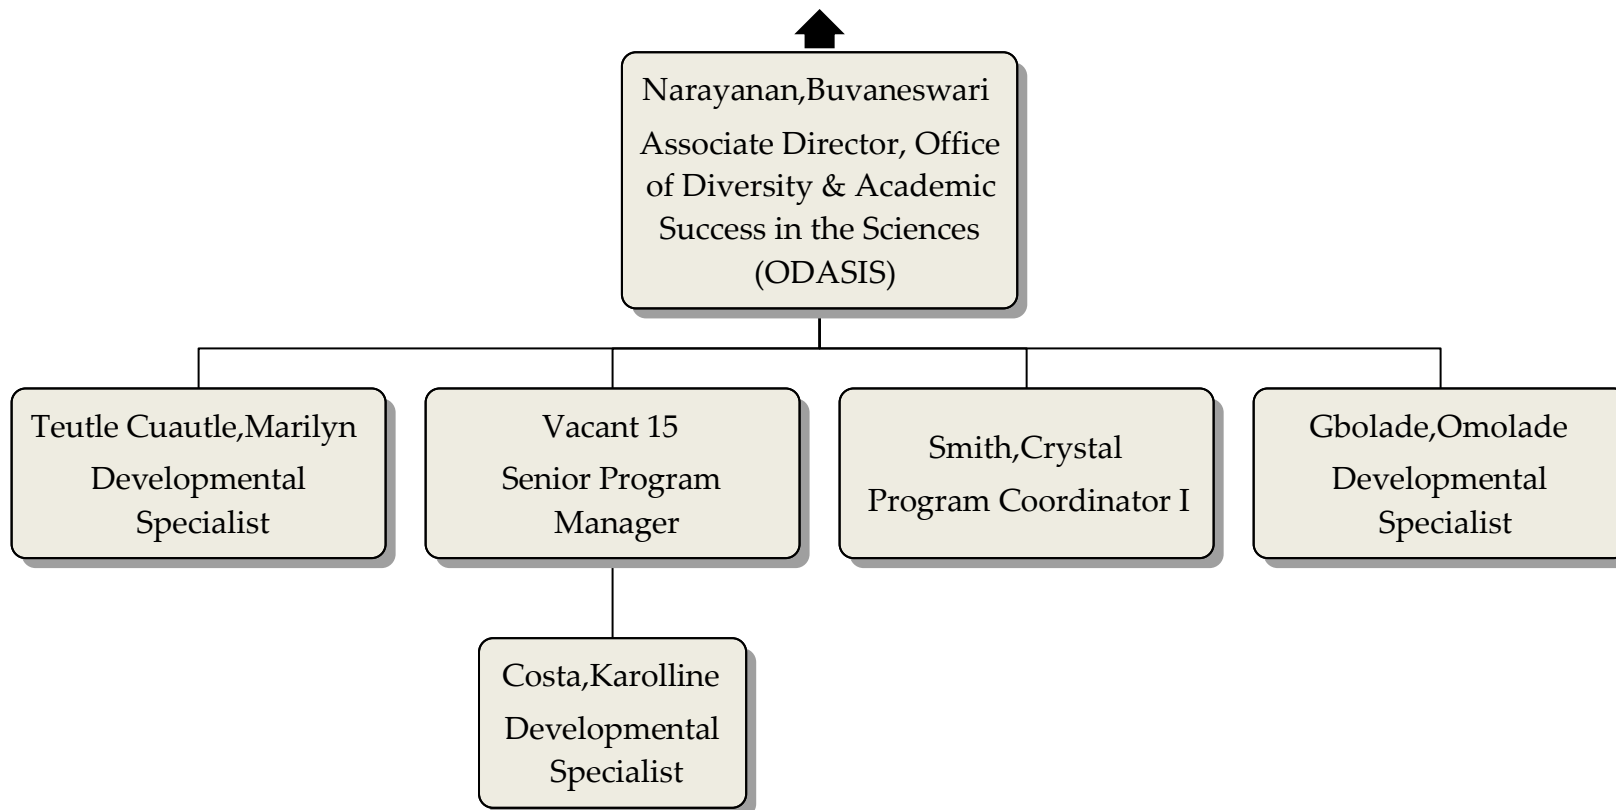 Narayanan,Buvaneswari
Associate Director, Office
of Diversity & Academic
Success in the Sciences
(ODASIS)
Teutle Cuautle,Marilyn
Developmental
Specialist
Vacant 15
Senior Program
Manager
Smith,Crystal
Program Coordinator I
Gbolade,Omolade
Developmental
Specialist
Costa,Karolline
Developmental
Specialist